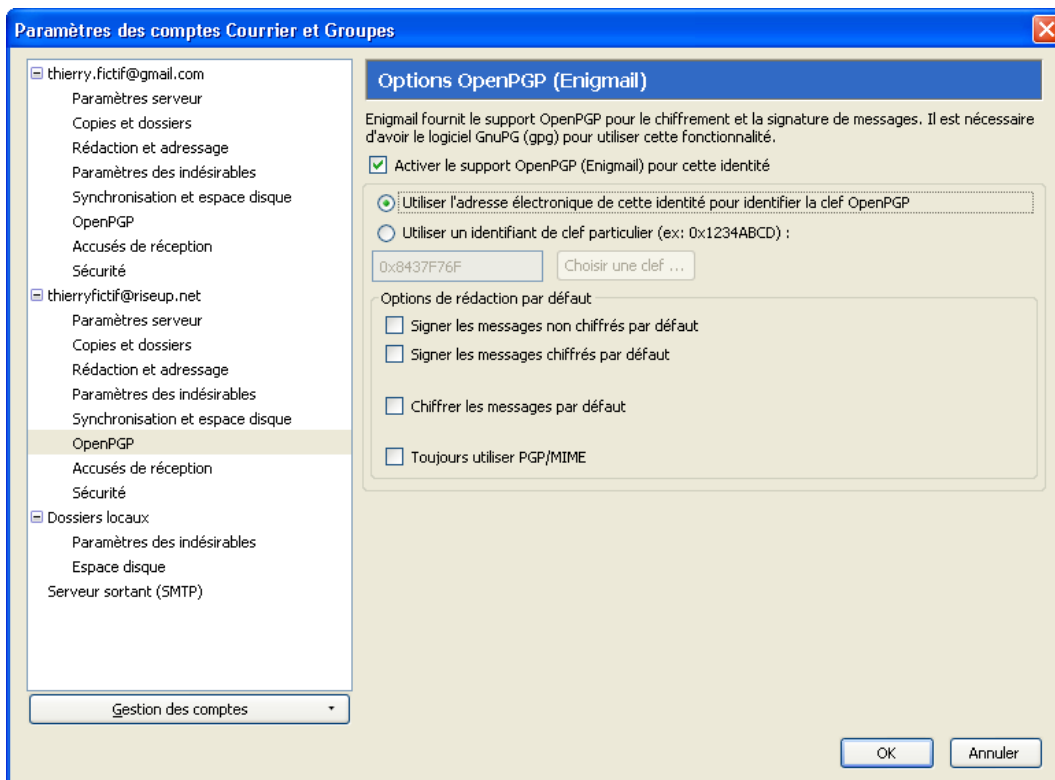 Paramètres des comptes Courrier et Groupes
thierry.fictif@gmail.com
Paramètres serveur
Copies et dossiers
Rédaction et adressage
Paramètres des indésirables
Synchronisation et espace disque
OpenPGP
Accusés de réception
Sécurité
thierryfictif@riseup.net
Paramètres serveur
Copies et dossiers
Rédaction et adressage
Paramètres des indésirables
Synchronisation et espace disque
OpenPGP
Accusés de réception
Sécurité
Dossiers locaux
Paramètres des indésirables
Espace disque
Serveur sortant (SMTP)
Gestion des comptes
Options OpenPGP (Enigmail)
Enigmail fournit le support OpenPGP pour le chiffrement et la signature de messages. Il est nécessaire
d'avoir le logiciel GnuPG (gpg) pour utiliser cette fonctionnalité.
Activer le support OpenPGP (Enigmail) pour cette identité
Utiliser l'adresse électronique de cette identité pour identifier la clef OpenPGP
Utiliser un identifiant de clef particulier (ex: 0x1234ABCD) :
0x8437F76F
Choisir une clef ...
Options de rédaction par défaut
Signer les messages non chiffrés par défaut
Signer les messages chiffrés par défaut
Chiffrer les messages par défaut
Toujours utiliser PGP/MIME
OK
Annuler